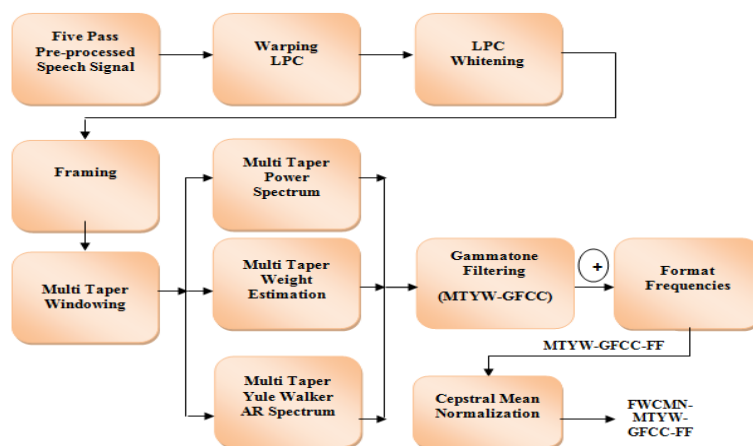 Five Pass
Pre-processed
Speech Signal
Warping
LPC
LPC
Whitening
Framing
Multi Taper
Windowing
Multi Taper
Power
Spectrum
Multi Taper
Weight
Estimation
Multi Taper
Yule Walker
AR Spectrum
Gammatone
Filtering
(MTYW-GFCC)
+
Format
Frequencies
MTYW-GFCC-FF
Cepstral Mean
Normalization
FWCMN-
MTYW-
GFCC-FF